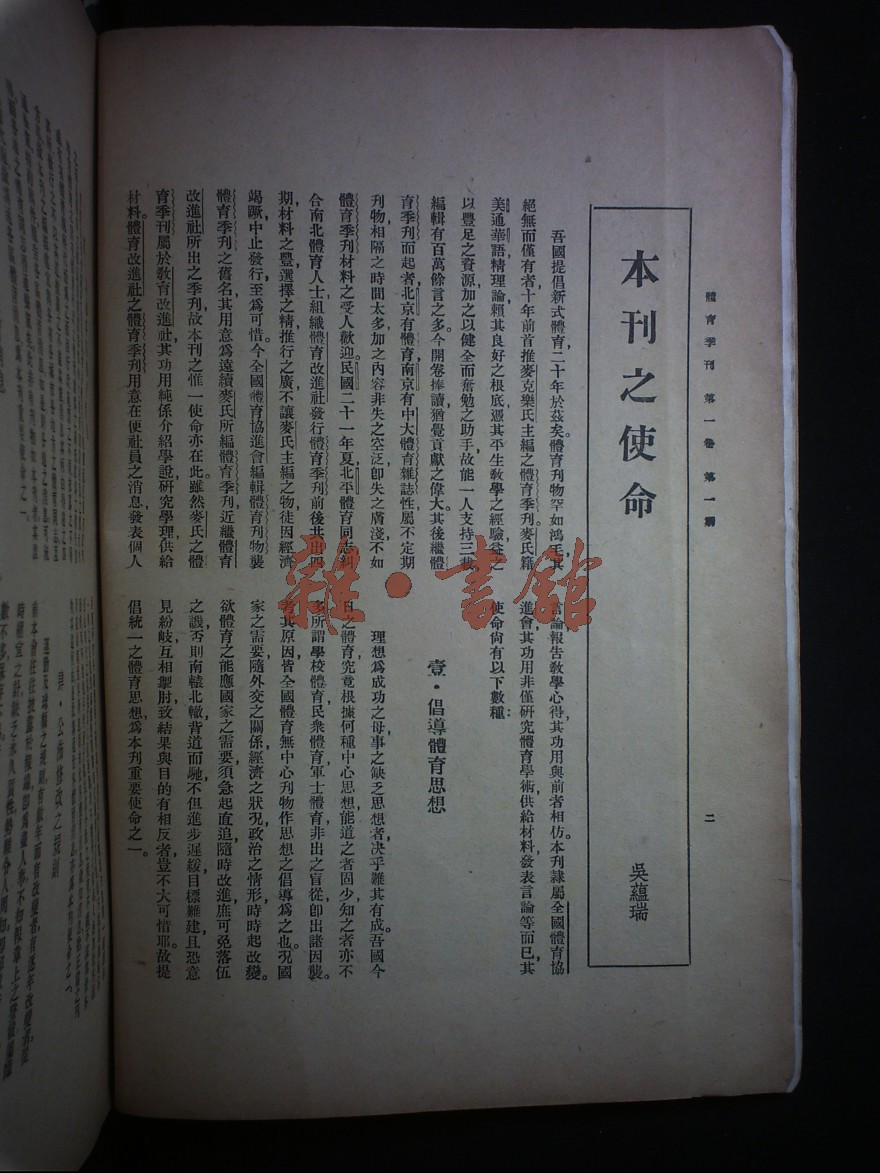 體育季刊 第一卷 第一期
二
本刊之使命
吳蘊瑞
吾國提倡新式體育，二十年於茲矣。體育刊物罕如鴻毛，其
絕無而僅有者，十年前首推麥克樂氏主編之體育季刊。麥氏籍
美，通華語，精理論，賴其良好之根底，憑其平生敎學之經驗，益之
以豐足之資源，加之以健全而奮勉之助手，故能一人支持三載，
編輯有百萬餘言之多。今開卷捧讀，猶覺貢獻之偉大。其後繼體
育季刊而起者，北京有體育，南京有中大體育雜誌，性屬不定期
刊物，相隔之時間太多，加之內容非失之空泛，卽失之膚淺，不如
體育季刊材料之受人歡迎。民國二十一年夏，北平體育同志糾
合南北體育人士，組織體育改進社，發行體育季刊，前後共出四
期，材料之豐，選擇之精，推行之廣，不讓麥氏主編之物，徒因經濟
竭蹶，中止發行，至爲可惜。今全國體育協進會編輯體育刊物，襲
體育季刊之舊名，其用意爲遠續麥氏所編體育季刊，近繼體育
改進社所出之季刊，故本刊之惟一使命亦在此。雖然麥氏之體
育季刊屬於敎育改進社，其功用純係介紹學說，研究學理，供給
材料。體育改進社之體育季刊，用意在使社員之消息，發表個人
言論，報告敎學心得，其功用與前者相仿。本刊隸屬全國體育協
進會，其功用非僅研究體育學術，供給材料，發表言論等而已，其
使命尙有以下數種：
壹・倡導體育思想
理想爲成功之母，事之缺乏思想者，决乎難其有成。吾國今
日之體育究竟根據何種中心思想，能道之者固少，知之者亦不
多，所謂學校體育，民衆體育，軍士體育，非出之盲從，卽出諸因襲。
考其原因，皆全國體育無中心刊物作思想之倡導爲之也。況國
家之需要，隨外交之關係，經濟之狀況，政治之情形，時時起改變。
欲體育之能應國家之需要，須急起直追，隨時改進，庶可免落伍
之譏。否則南轅北轍，背道而馳，不但進步遲緩，目標難建，且恐意
見紛岐，互相掣肘，致結果與目的有相反者，豈不大可惜耶。故提
倡統一之體育思想，爲本刊重要使命之一。
雜・書館